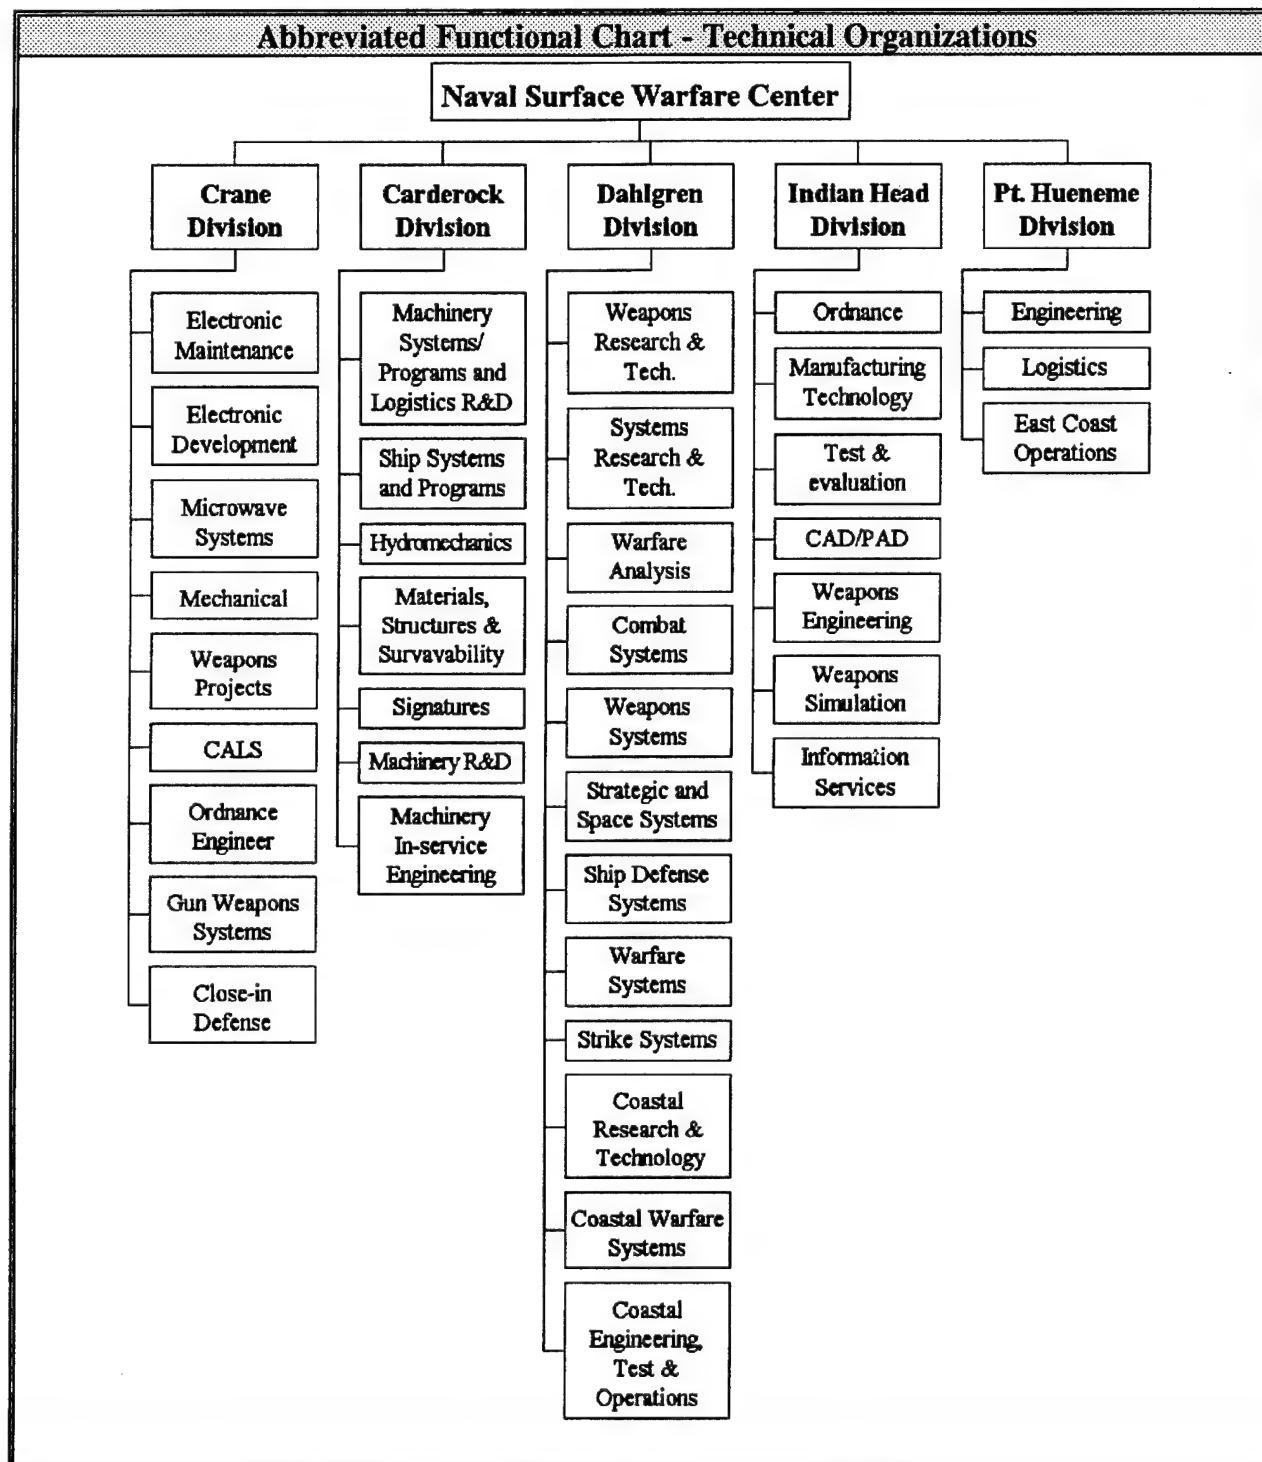 Abbreviated Functional Chart - Technical Organizations
Naval Surface Warfare Center
Crane
Division
Electronic
Maintenance
Electronic
Development
Microwave
Systems
Mechanical
Weapons
Projects
CALS
Ordnance
Engineer
Gun Weapons
Systems
Close-in
Defense
Carderock
Division
Machinery
Systems/
Programs and
Logistics R&D
Ship Systems
and Programs
Hydromechanics
Materials,
Structures &
Survavability
Signatures
Machinery R&D
Machinery
In-service
Engineering
Dahlgren
Division
Weapons
Research &
Tech.
Systems
Research &
Tech.
Warfare
Analysis
Combat
Systems
Weapons
Systems
Strategic and
Space Systems
Ship Defense
Systems
Warfare
Systems
Strike Systems
Coastal
Research &
Technology
Coastal Warfare
Systems
Coastal
Engineering,
Test &
Operations
Indian Head
Division
Ordnance
Manufacturing
Technology
Test &
evaluation
CAD/PAD
Weapons
Engineering
Weapons
Simulation
Information
Services
Pt. Hueneme
Division
Engineering
Logistics
East Coast
Operations